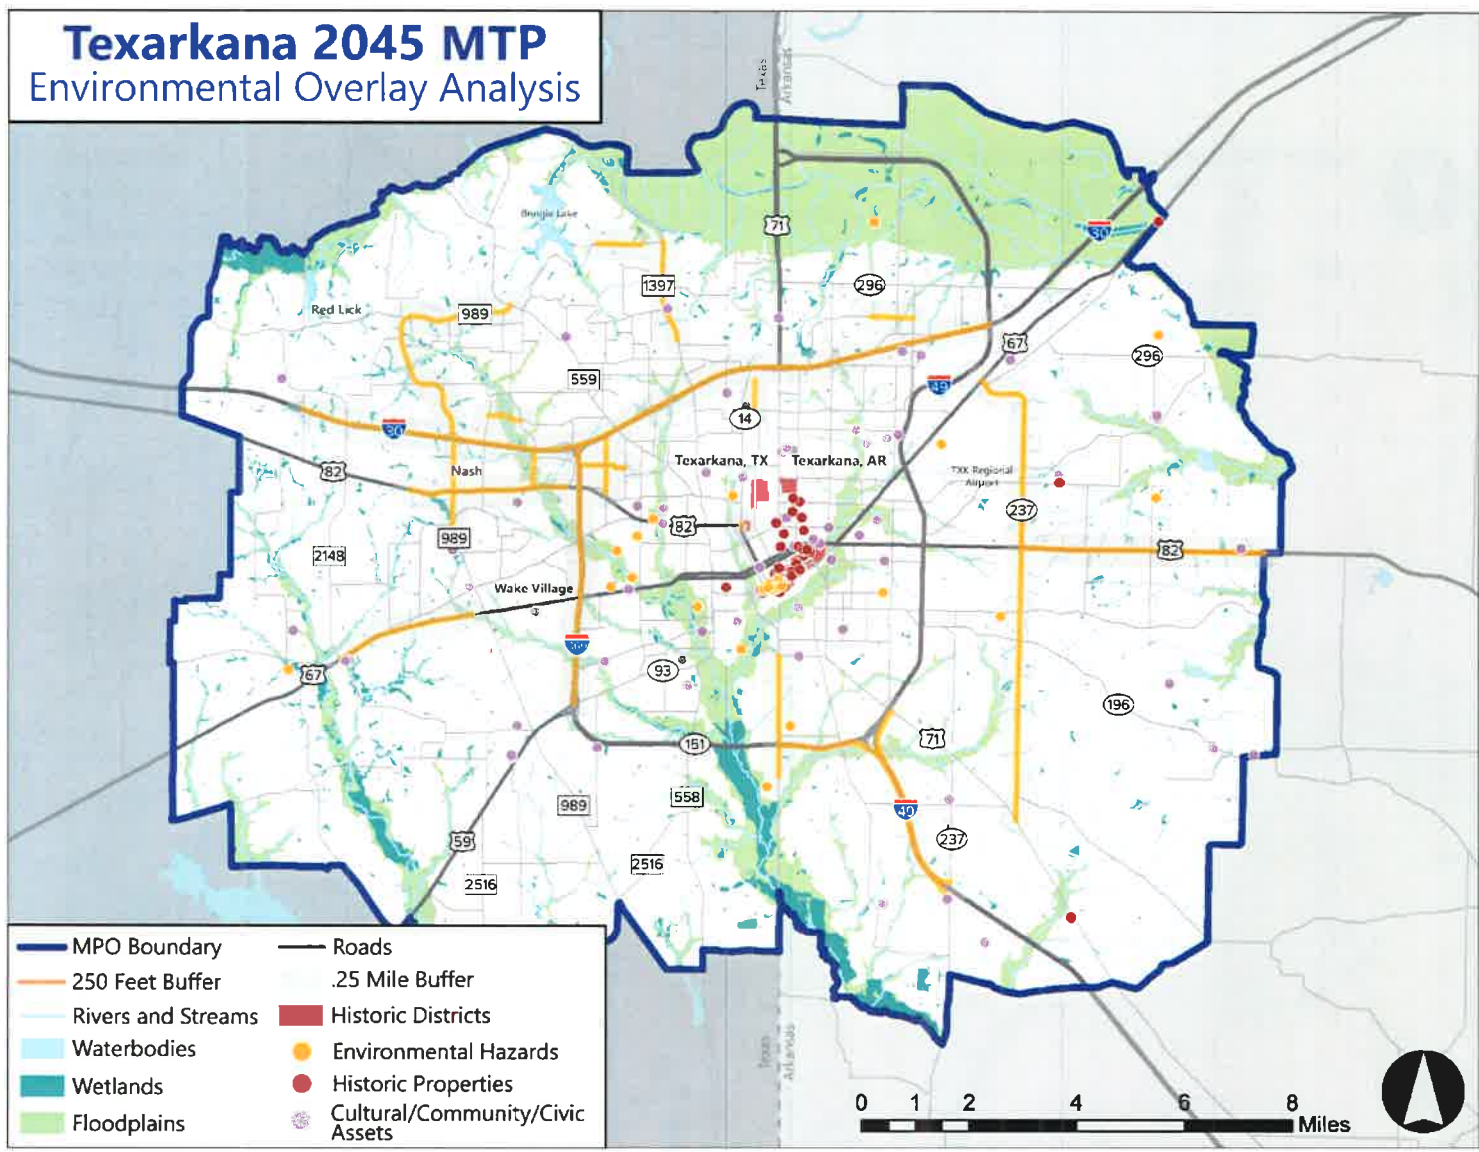 Texarkana 2045 MTP
Environmental Overlay Analysis
Texas
Arkansas
Bringle Lake
71
30
1397
296
Red Lick
989
67
296
559
49
14
30
Texarkana, TX
Texarkana, AR
82
Nash
TXK Regional
Airport
237
82
989
82
2148
Wake Village
93
67
196
71
151
558
989
40
237
59
2516
2516
MPO Boundary
Roads
250 Feet Buffer
.25 Mile Buffer
Rivers and Streams
Historic Districts
Waterbodies
Environmental Hazards
Wetlands
Historic Properties
Floodplains
Cultural/Community/Civic
Assets
Texas
Arkansas
0 1 2 4 6 8
Miles